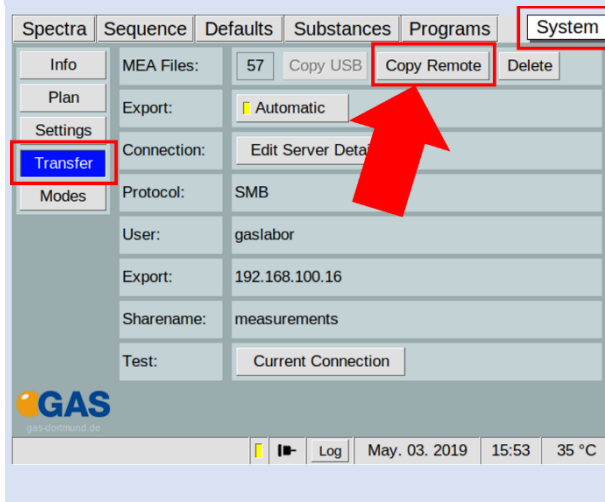 Spectra Sequence Defaults Substances Programs System
Info MEA Files: 57 Copy USB Copy Remote Delete
Plan Export: Automatic
Settings
Transfer Connection: Edit Server
Modes Protocol: SMB
User: gaslabor
Export: 192.168.100.16
Sharename: measurements
Test: Current Connection
GAS
gas-dortmund.de
Log May. 03. 2019 15:53 35 °C